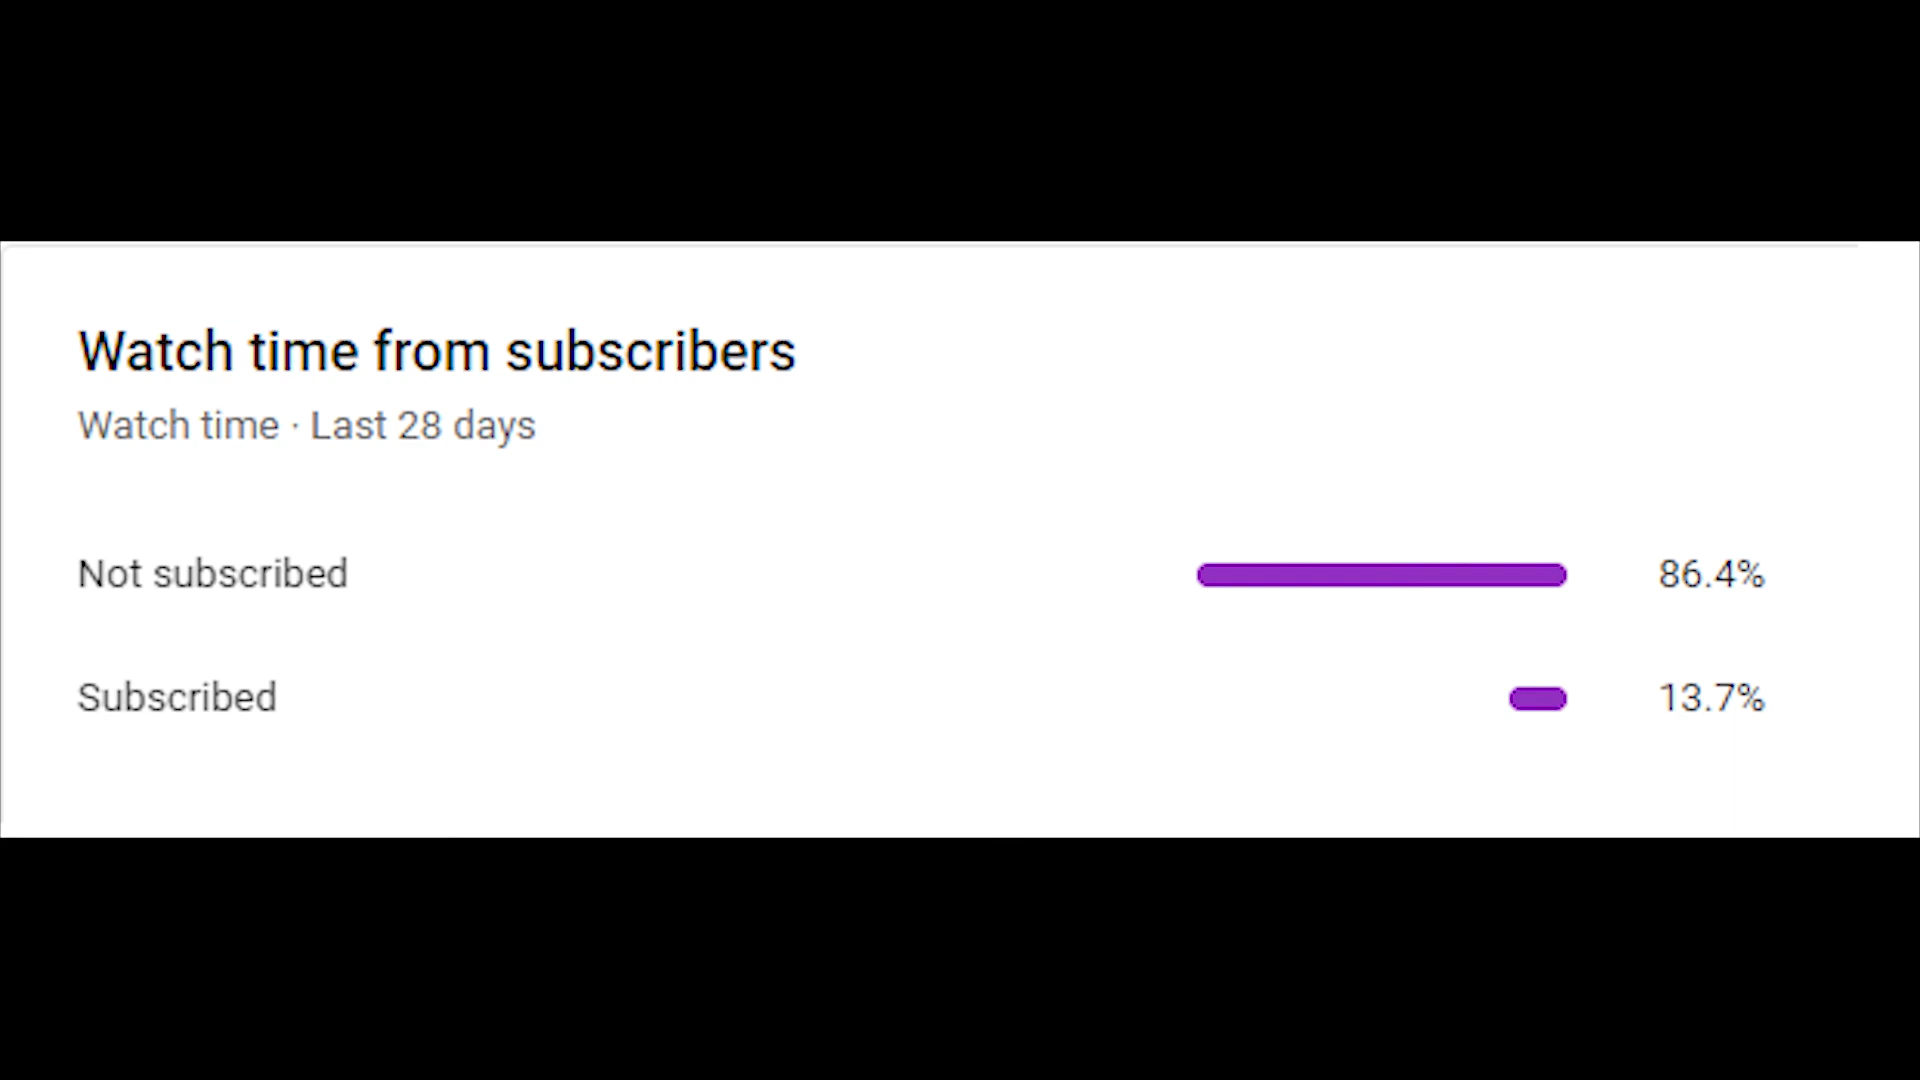 Watch time from subscribers
Watch time · Last 28 days
Not subscribed 86.4%
Subscribed 13.7%